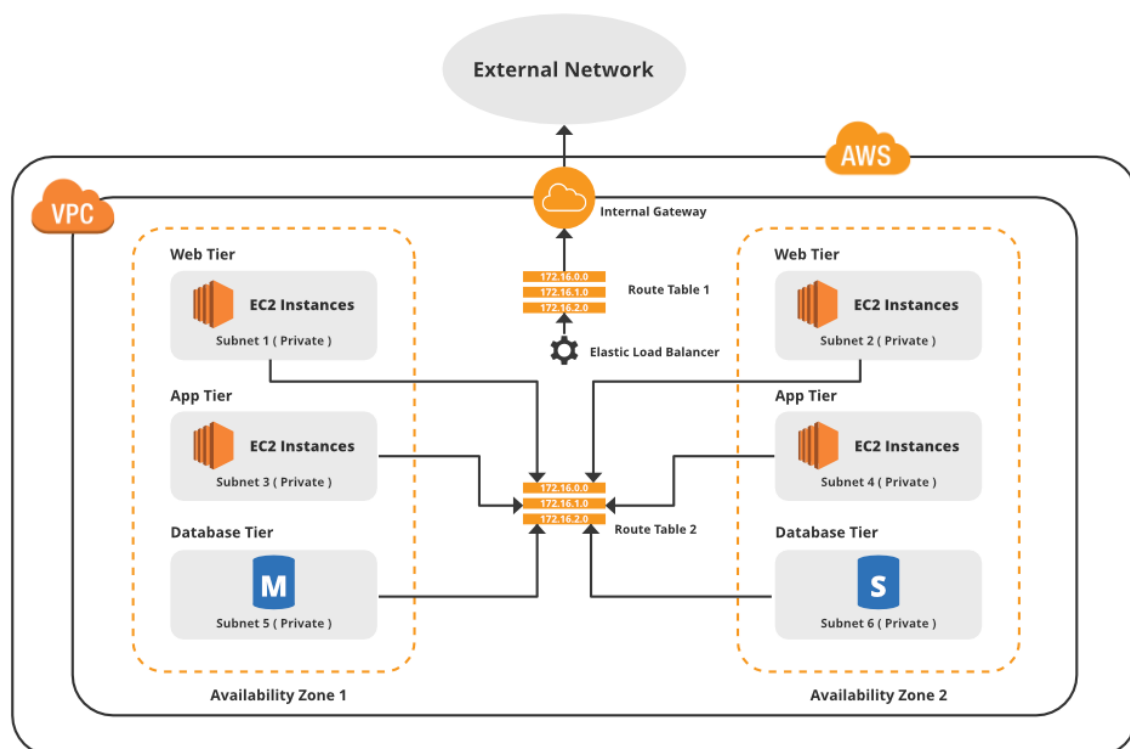 External Network
AWS
VPC
Internal Gateway
Web Tier
EC2 Instances
Subnet 1 ( Private )
172.16.0.0
172.16.1.0
172.16.2.0
Route Table 1
Elastic Load Balancer
Web Tier
EC2 Instances
Subnet 2 ( Private )
App Tier
EC2 Instances
Subnet 3 ( Private )
App Tier
EC2 Instances
Subnet 4 ( Private )
172.16.0.0
172.16.1.0
172.16.2.0
Route Table 2
Database Tier
M
Subnet 5 ( Private )
Database Tier
S
Subnet 6 ( Private )
Availability Zone 1
Availability Zone 2